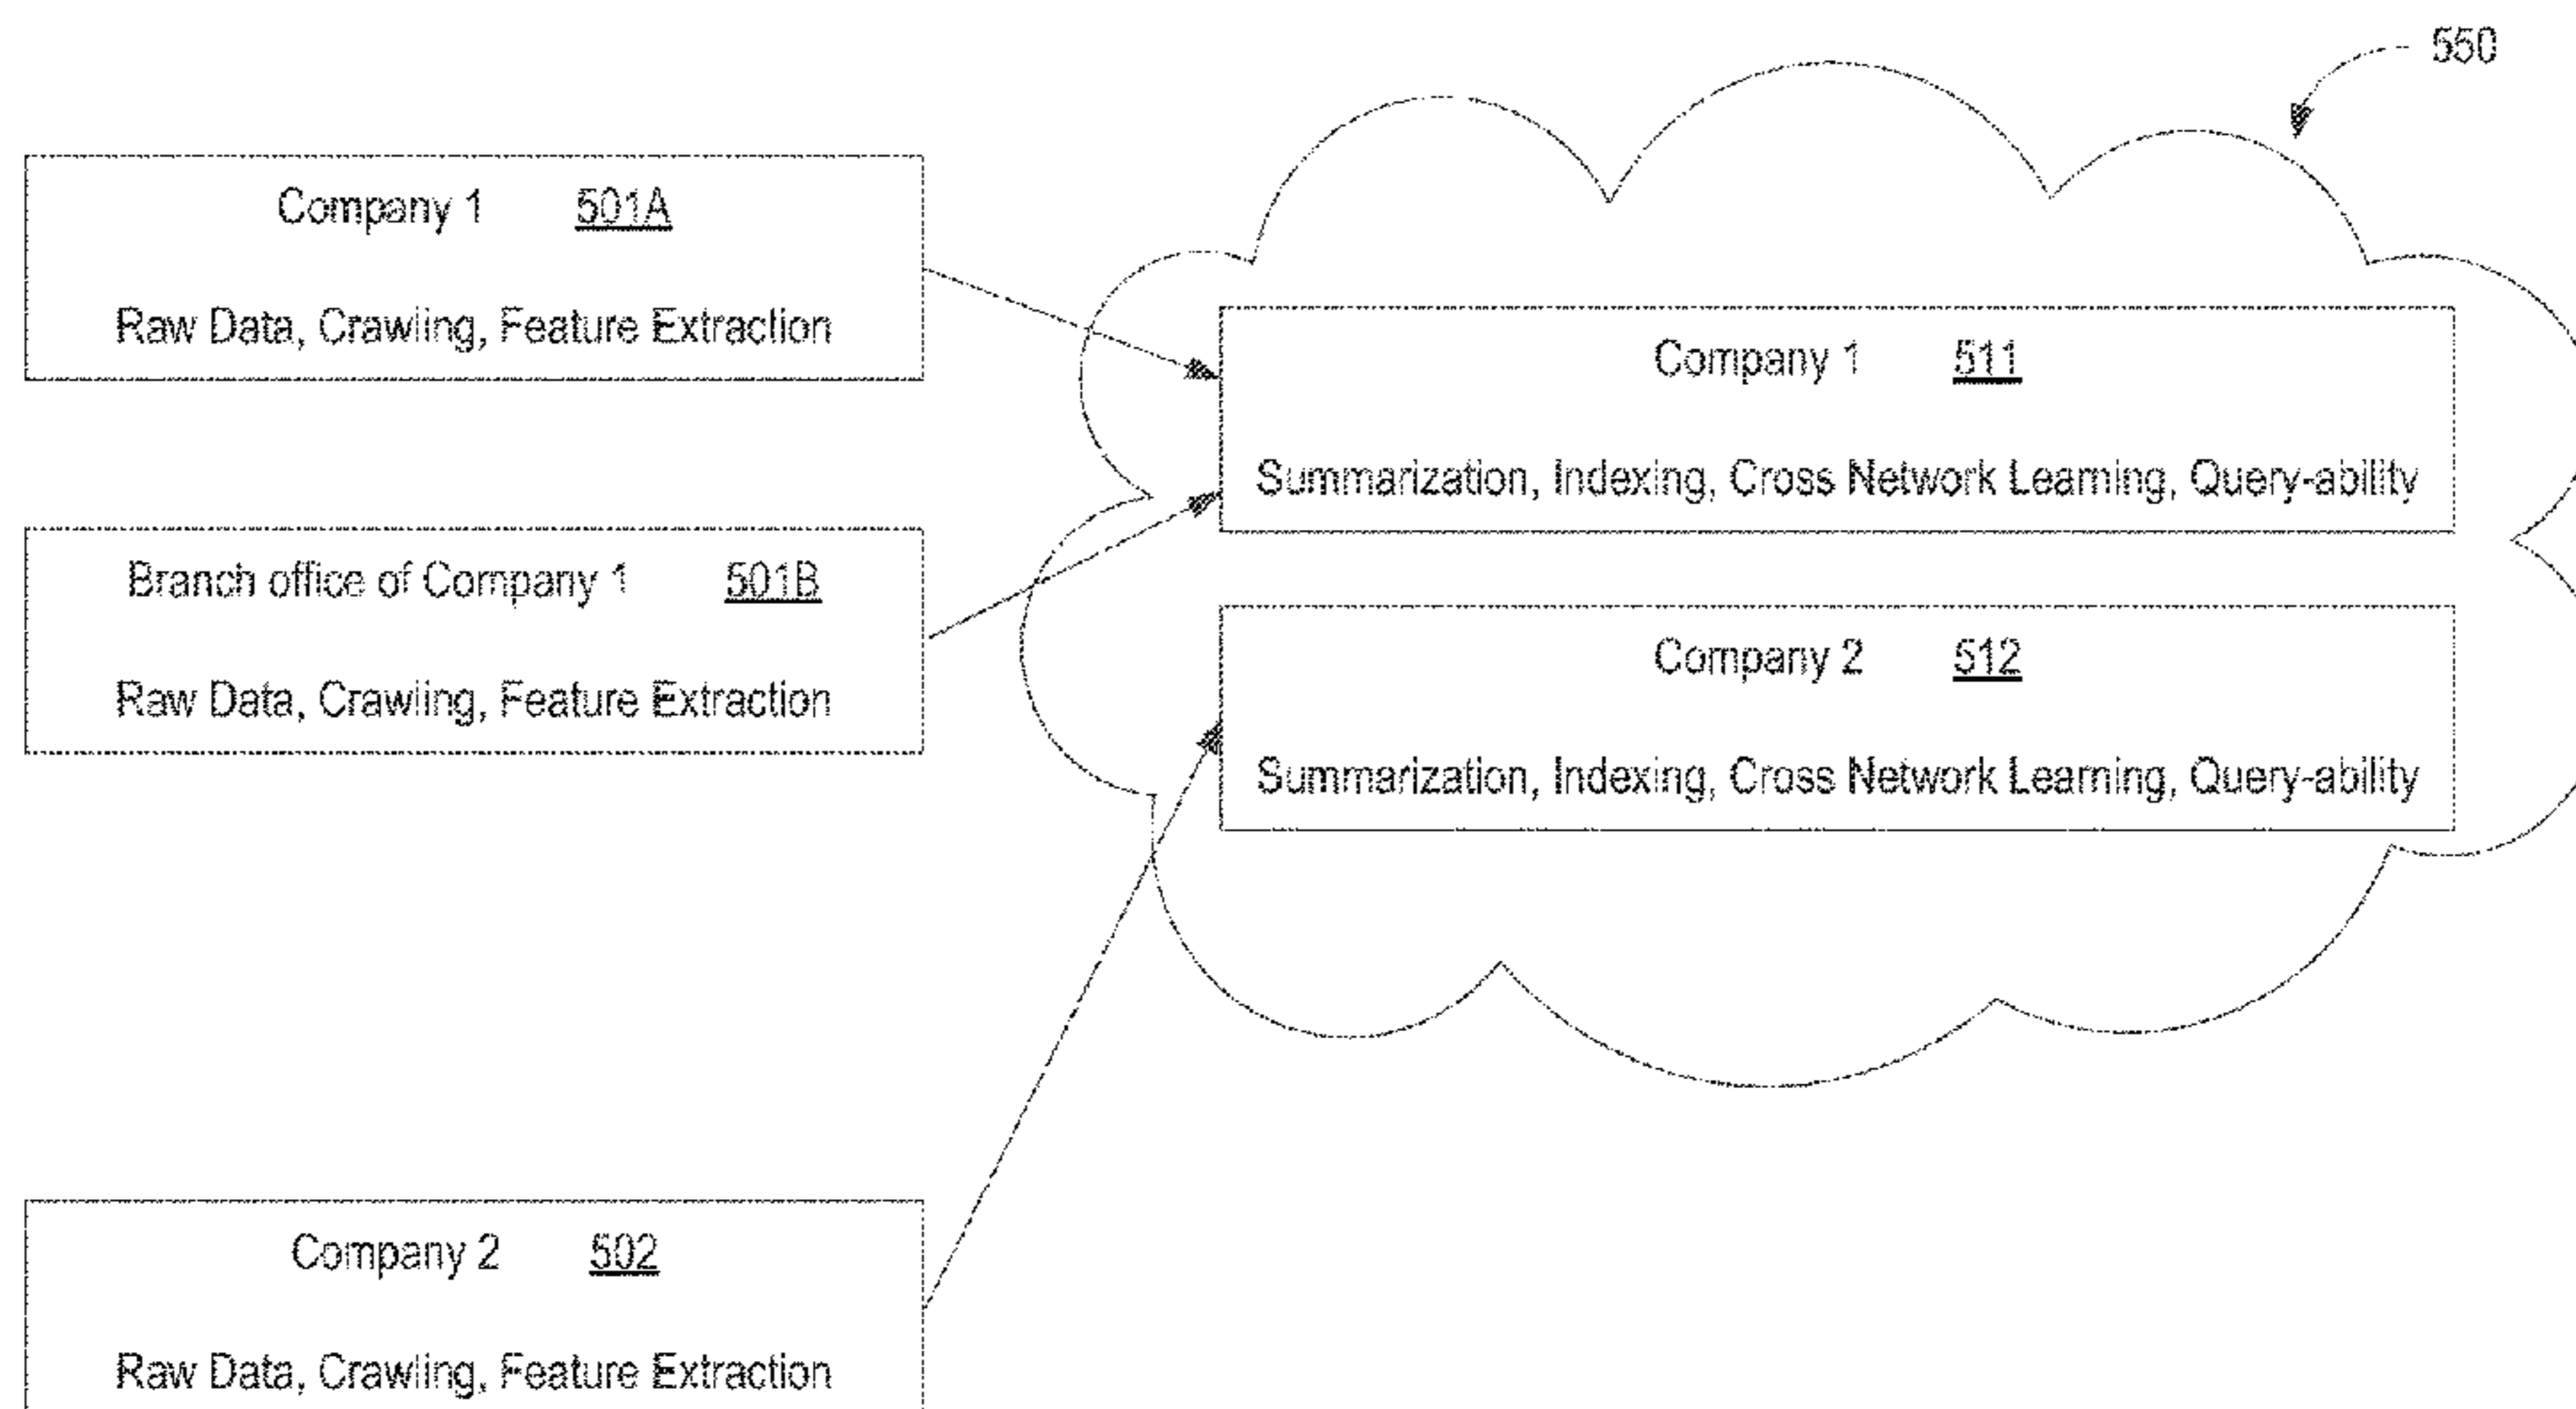 550
Company 1 501A
Raw Data, Crawling, Feature Extraction
Company 1 511
Summarization, Indexing, Cross Network Learning, Query-ability
Branch office of Company 1 501B
Raw Data, Crawling, Feature Extraction
Company 2 512
Summarization, Indexing, Cross Network Learning, Query-ability
Company 2 502
Raw Data, Crawling, Feature Extraction